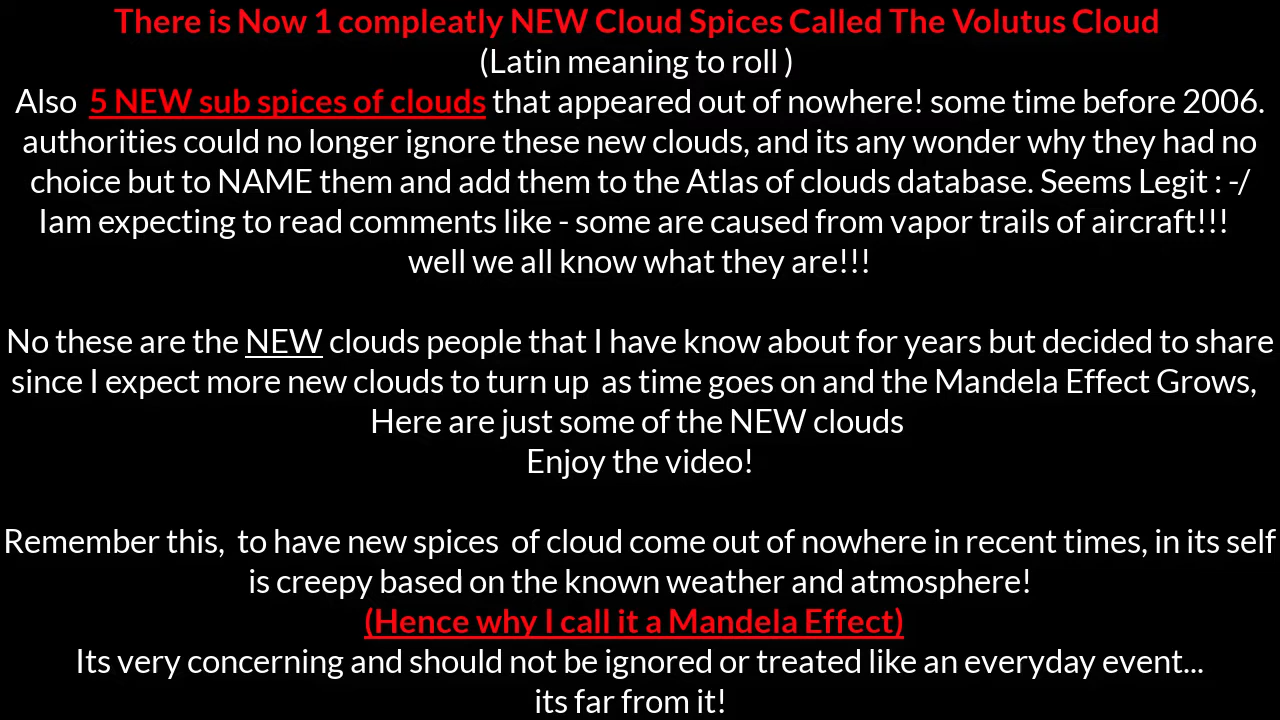 There is Now 1 compleatly NEW Cloud Spices Called The Volutus Cloud
(Latin meaning to roll )
Also  5 NEW sub spices of clouds that appeared out of nowhere! some time before 2006.
authorities could no longer ignore these new clouds, and its any wonder why they had no
choice but to NAME them and add them to the Atlas of clouds database. Seems Legit : -/
Iam expecting to read comments like - some are caused from vapor trails of aircraft!!!
well we all know what they are!!!
No these are the NEW clouds people that I have know about for years but decided to share
since I expect more new clouds to turn up  as time goes on and the Mandela Effect Grows,
Here are just some of the NEW clouds
Enjoy the video!
Remember this,  to have new spices  of cloud come out of nowhere in recent times, in its self
is creepy based on the known weather and atmosphere!
(Hence why I call it a Mandela Effect)
Its very concerning and should not be ignored or treated like an everyday event...
its far from it!